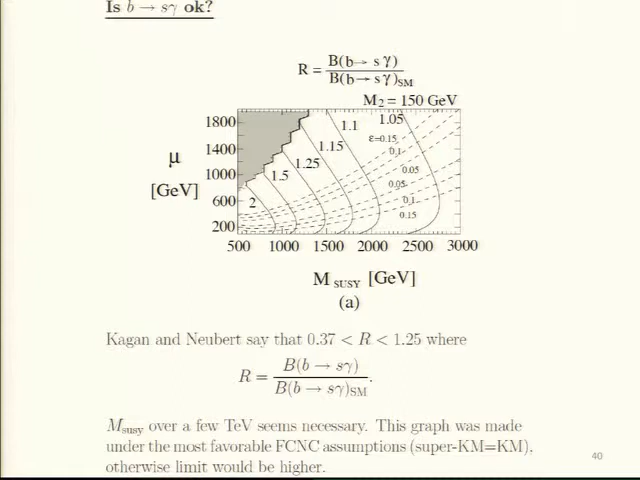 Is b → sγ ok?
R = B(b→ sγ) / B(b→ sγ)SM
M2 = 150 GeV
μ
[GeV]
1800
1400
1000
600
200
2
1.5
1.25
1.15
1.1
1.05
ε=0.15
0.1
0.05
0.05
0.1
0.15
500 1000 1500 2000 2500 3000
M SUSY [GeV]
(a)
Kagan and Neubert say that 0.37 < R < 1.25 where
R = B(b → sγ) / B(b → sγ)SM.
Msusy over a few TeV seems necessary. This graph was made
under the most favorable FCNC assumptions (super-KM=KM),
otherwise limit would be higher.
40